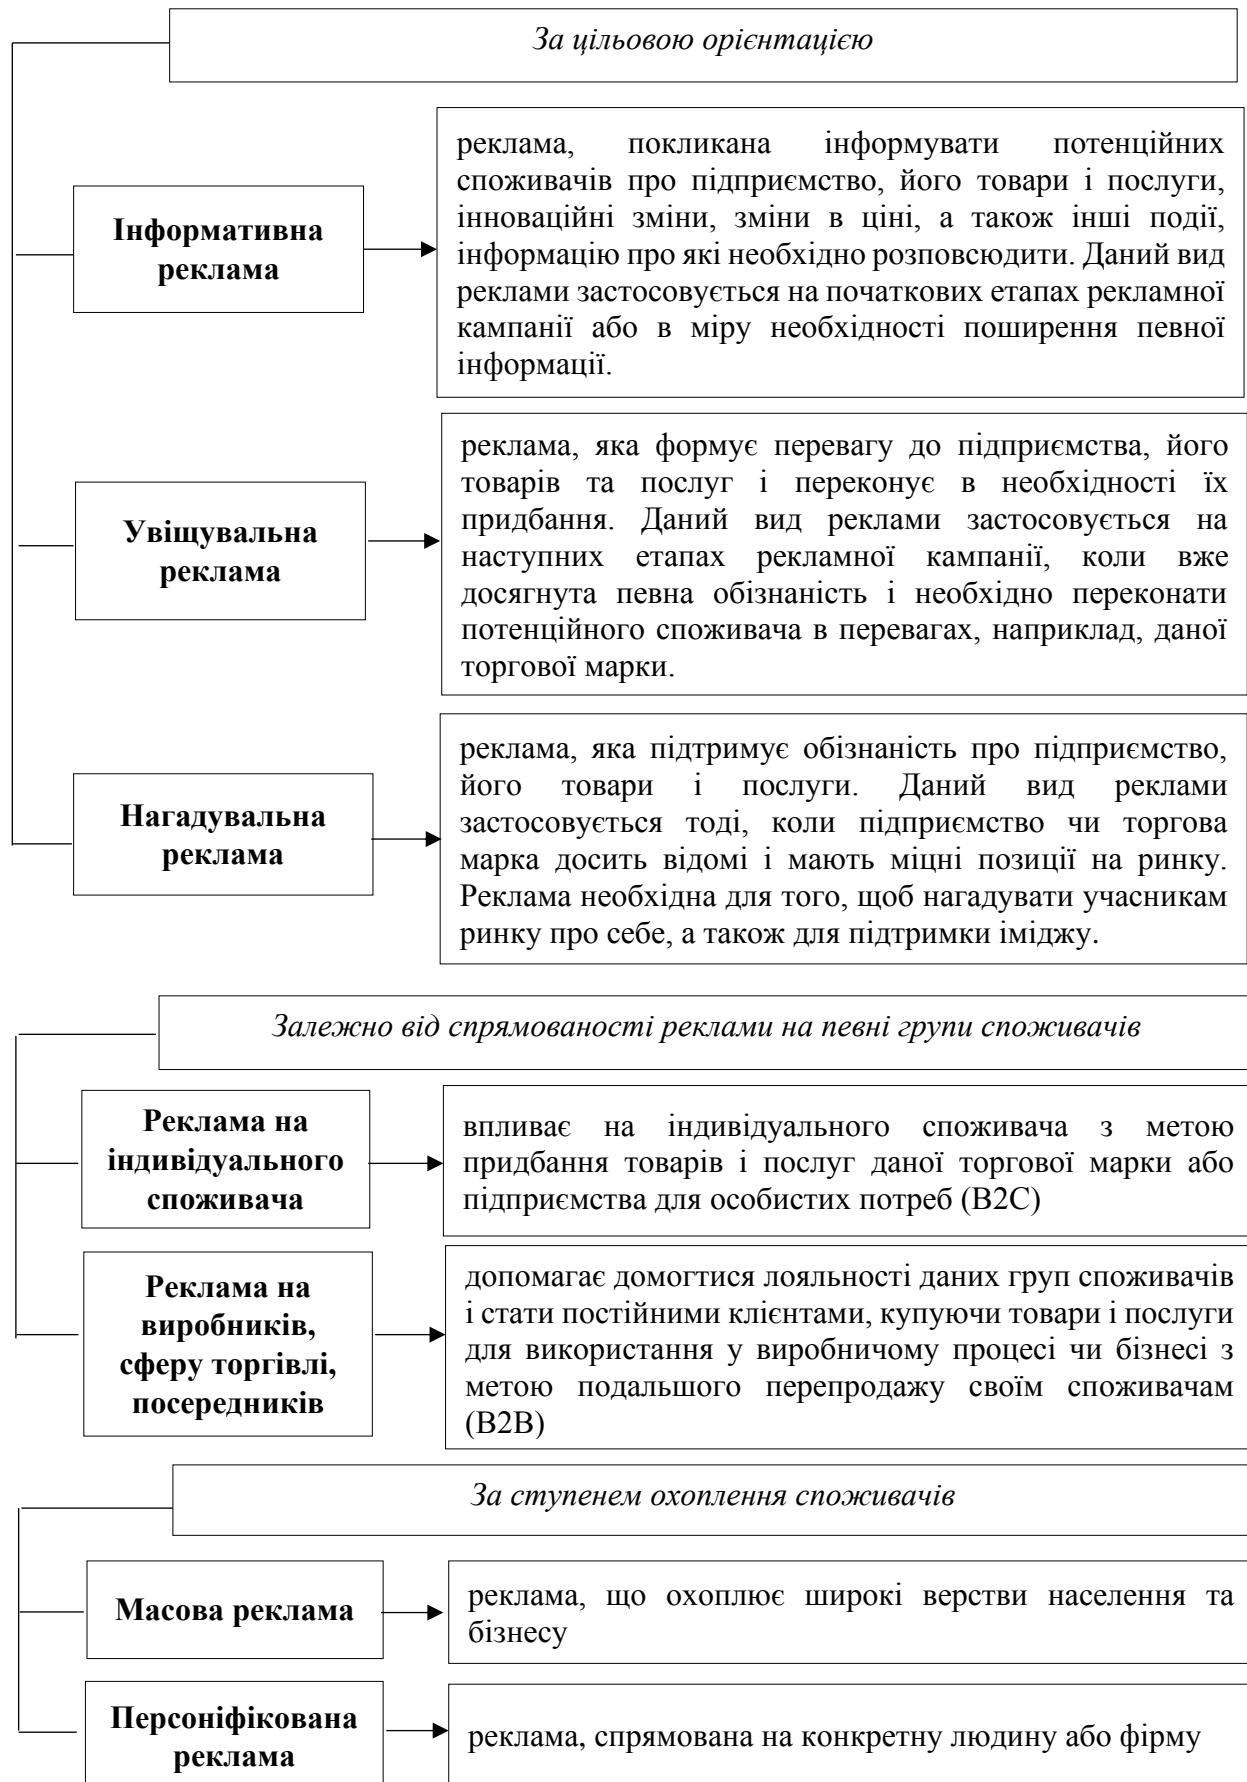 За цільовою орієнтацією
Інформативна
реклама
реклама, покликана інформувати потенційних
споживачів про підприємство, його товари і послуги,
інноваційні зміни, зміни в ціні, а також інші події,
інформацію про які необхідно розповсюдити. Даний вид
реклами застосовується на початкових етапах рекламної
кампанії або в міру необхідності поширення певної
інформації.
Увіщувальна
реклама
реклама, яка формує перевагу до підприємства, його
товарів та послуг і переконує в необхідності їх
придбання. Даний вид реклами застосовується на
наступних етапах рекламної кампанії, коли вже
досягнута певна обізнаність і необхідно переконати
потенційного споживача в перевагах, наприклад, даної
торгової марки.
Нагадувальна
реклама
реклама, яка підтримує обізнаність про підприємство,
його товари і послуги. Даний вид реклами
застосовується тоді, коли підприємство чи торгова
марка досить відомі і мають міцні позиції на ринку.
Реклама необхідна для того, щоб нагадувати учасникам
ринку про себе, а також для підтримки іміджу.
Залежно від спрямованості реклами на певні групи споживачів
Реклама на
індивідуального
споживача
впливає на індивідуального споживача з метою
придбання товарів і послуг даної торгової марки або
підприємства для особистих потреб (B2C)
Реклама на
виробників,
сферу торгівлі,
посередників
допомагає домогтися лояльності даних груп споживачів
і стати постійними клієнтами, купуючи товари і послуги
для використання у виробничому процесі чи бізнесі з
метою подальшого перепродажу своїм споживачам
(B2B)
За ступенем охоплення споживачів
Масова реклама
реклама, що охоплює широкі верстви населення та
бізнесу
Персоніфікована
реклама
реклама, спрямована на конкретну людину або фірму